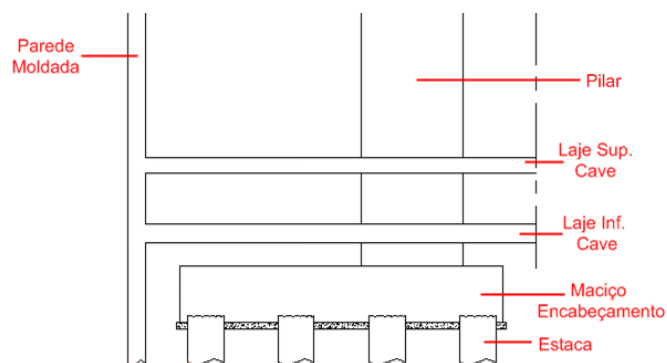 Parede
Moldada
Pilar
Laje Sup.
Cave
Laje Inf.
Cave
Maciço
Encabeçamento
Estaca